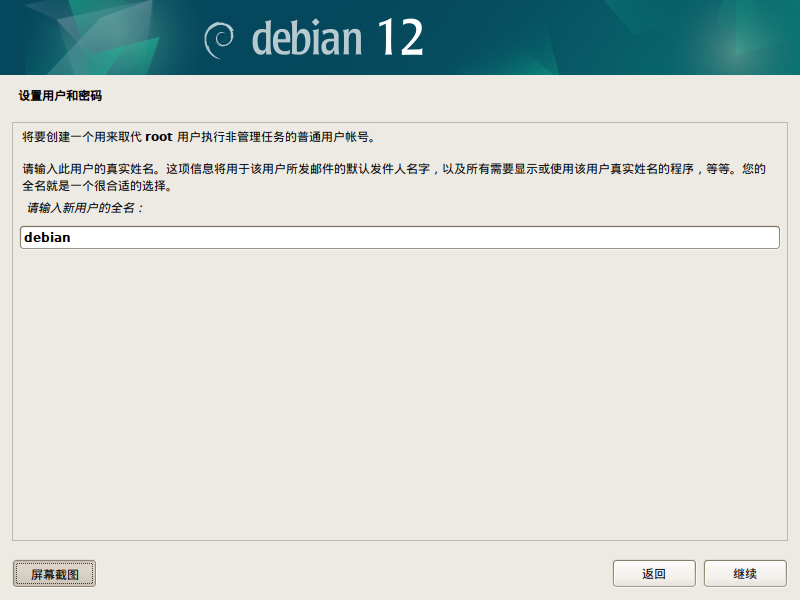 debian 12
设置用户和密码
将要创建一个用来取代 root 用户执行非管理任务的普通用户帐号。
请输入此用户的真实姓名。这项信息将用于该用户所发邮件的默认发件人名字，以及所有需要显示或使用该用户真实姓名的程序，等等。您的
全名就是一个很合适的选择。
请输入新用户的全名：
debian
屏幕截图
返回
继续